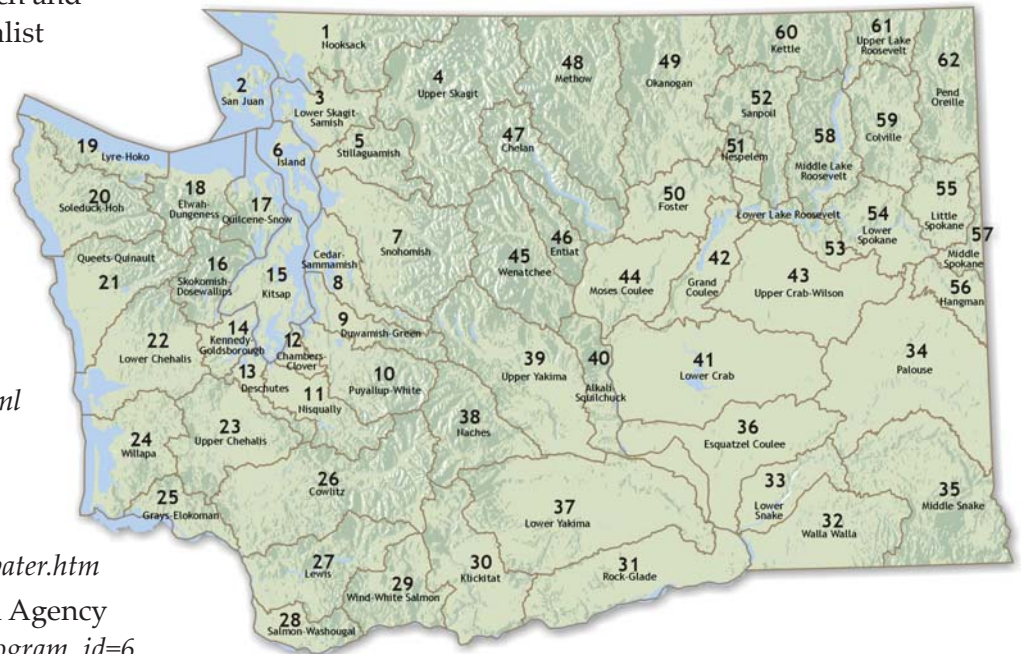 ch and
alist
nl
vater.htm
Agency
ogram_id=6
1
Nooksack
2
San Juan
3
Lower Skagit-
Samish
4
Upper Skagit
5
Stillaguamish
6
Island
7
Snohomish
Cedar-
Sammamish
8
9
Duwamish-Green
10
Puyallup-White
11
Nisqually
12
Chambers-
Clover
13
Deschutes
14
Kennedy-
Goldsborough
15
Kitsap
16
Skokomish-
Dosewallips
17
Quilcene-Snow
18
Elwah-
Dungeness
19
Lyre-Hoko
20
Soleduck-Hoh
Queets-Quinault
21
22
Lower Chehalis
23
Upper Chehalis
24
Willapa
25
Grays-Elokoman
26
Cowlitz
27
Lewis
28
Salmon-Washougal
29
Wind-White Salmon
30
Klickitat
31
Rock-Glade
32
Walla Walla
33
Lower
Snake
34
Palouse
35
Middle Snake
36
Esquatzel Coulee
37
Lower Yakima
38
Naches
39
Upper Yakima
40
Alkali
Squilchuck
41
Lower Crab
42
Grand
Coulee
43
Upper Crab-Wilson
44
Moses Coulee
45
Wenatchee
46
Entiat
47
Chelan
48
Methow
49
Okanogan
50
Foster
51
Nespelem
52
Sanpoil
Lower Lake Roosevelt
53
54
Lower
Spokane
55
Little
Spokane
56
Hangman
57
Middle
Spokane
58
Middle Lake
Roosevelt
59
Colville
60
Kettle
61
Upper Lake
Roosevelt
62
Pend
Oreille